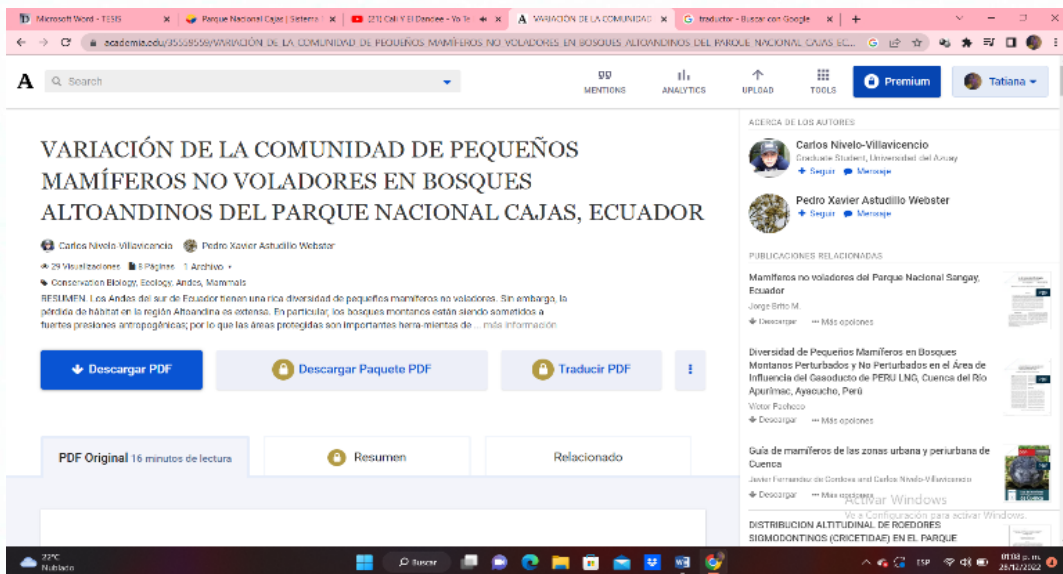 Microsoft Word - TESIS
Parque Nacional Cajas | Sistema
(21) Cali Y El Dandee - Yo Te
VARIACIÓN DE LA COMUNIDAD
traductor - Buscar con Google
academia.edu/35558559/VARIACIÓN_DE_LA_COMUNIDAD_DE_PEQUEÑOS_MAMÍFEROS_NO_VOLADORES_EN_BOSQUES_ALTOANDINOS_DEL_PARQUE_NACIONAL_CAJAS_EC...
A
Search
MENTIONS
ANALYTICS
UPLOAD
TOOLS
Premium
Tatiana
VARIACIÓN DE LA COMUNIDAD DE PEQUEÑOS
MAMÍFEROS NO VOLADORES EN BOSQUES
ALTOANDINOS DEL PARQUE NACIONAL CAJAS, ECUADOR
Carlos Nivelo-Villavicencio Pedro Xavier Astudillo Webster
29 Visualizaciones 8 Páginas 1 Archivo
Conservation Biology, Ecology, Andes, Mammals
RESUMEN. Los Andes del sur de Ecuador tienen una rica diversidad de pequeños mamíferos no voladores. Sin embargo, la
pérdida de hábitat en la región Altoandina es extensa. En particular, los bosques montanos están siendo sometidos a
fuertes presiones antropogénicas; por lo que las áreas protegidas son importantes herra-mientas de ... más información
Descargar PDF
Descargar Paquete PDF
Traducir PDF
PDF Original 16 minutos de lectura
Resumen
Relacionado
ACERCA DE LOS AUTORES
Carlos Nivelo-Villavicencio
Graduate Student, Universidad del Azuay
+ Seguir Mensaje
Pedro Xavier Astudillo Webster
+ Seguir Mensaje
PUBLICACIONES RELACIONADAS
Mamíferos no voladores del Parque Nacional Sangay,
Ecuador
Jorge Brito M.
Descargar ••• Más opciones
Diversidad de Pequeños Mamíferos en Bosques
Montanos Perturbados y No Perturbados en el Área de
Influencia del Gasoducto de PERU LNG, Cuenca del Río
Apurímac, Ayacucho, Perú
Víctor Pacheco
Descargar ••• Más opciones
Guía de mamíferos de las zonas urbana y periurbana de
Cuenca
Javier Fernandez de Cordova and Carlos Nivelo-Villavicencio
Descargar ••• Más opciones
Activar Windows
Ve a Configuración para activar Windows.
DISTRIBUCION ALTITUDINAL DE ROEDORES
SIGMODONTINOS (CRICETIDAE) EN EL PARQUE
22°C
Nublado
Buscar
ESP
01:08 p. m.
26/12/2022